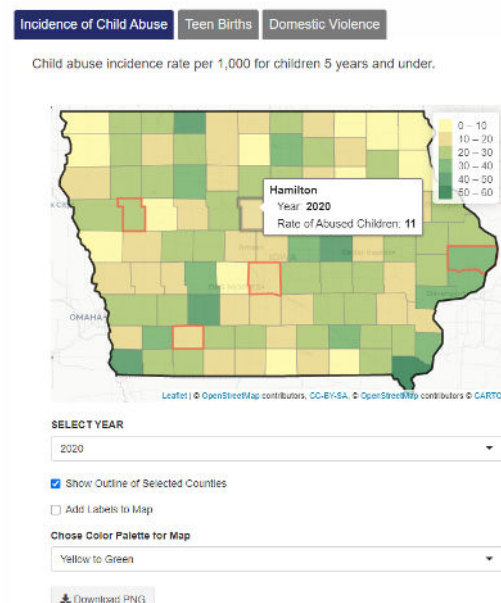 Incidence of Child Abuse Teen Births Domestic Violence
Child abuse incidence rate per 1,000 for children 5 years and under.
0 – 10
10 – 20
20 – 30
30 – 40
40 – 50
50 – 60
Hamilton
Year: 2020
Rate of Abused Children: 11
IOWA
OMAHA
Leaflet | © OpenStreetMap contributors, CC-BY-SA, © OpenStreetMap contributors © CARTO
SELECT YEAR
2020
Show Outline of Selected Counties
Add Labels to Map
Chose Color Palette for Map
Yellow to Green
Download PNG